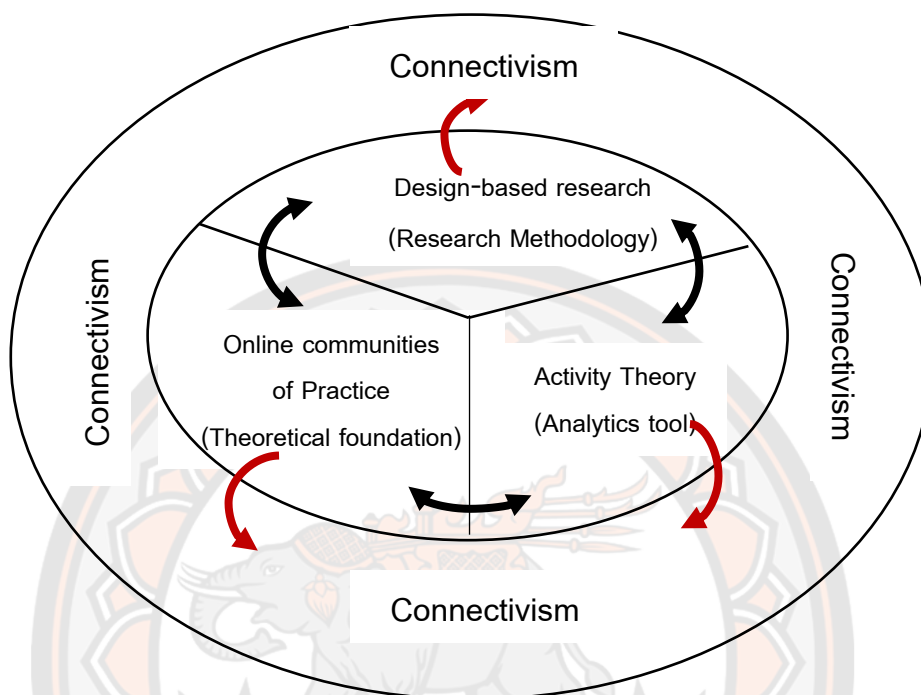 Connectivism
Design-based research
(Research Methodology)
Connectivism
Connectivism
Online communities
of Practice
(Theoretical foundation)
Activity Theory
(Analytics tool)
Connectivism